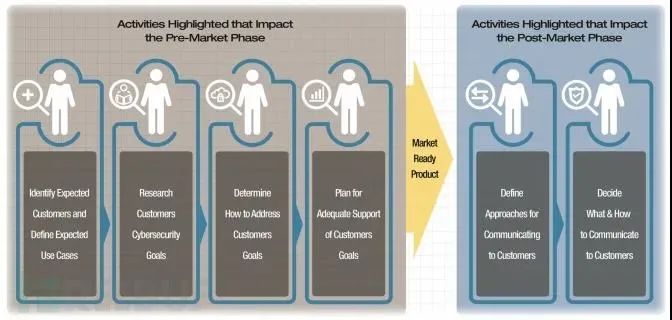 Activities Highlighted that Impact
the Pre-Market Phase
Identify Expected
Customers and
Define Expected
Use Cases
Research
Customers
Cybersecurity
Goals
Determine
How to Address
Customers
Goals
Plan for
Adequate Support
of Customers
Goals
Market
Ready
Product
Activities Highlighted that Impact
the Post-Market Phase
Define
Approaches for
Communicating
to Customers
Decide
What & How
to Communicate
to Customers